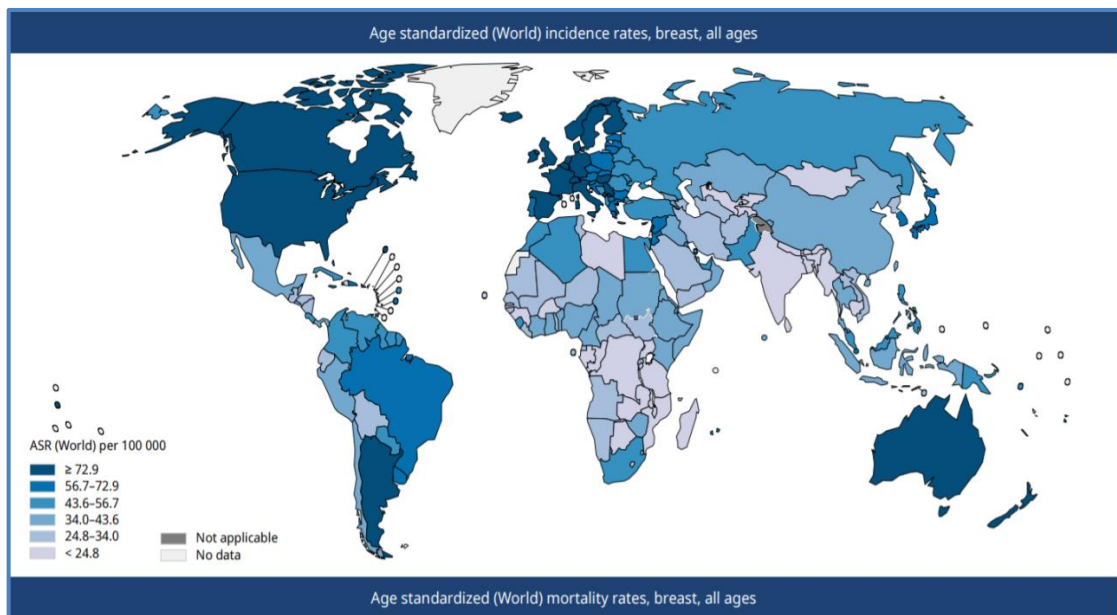 Age standardized (World) incidence rates, breast, all ages
ASR (World) per 100 000
≥ 72.9
56.7–72.9
43.6–56.7
34.0–43.6
24.8–34.0
< 24.8
Not applicable
No data
Age standardized (World) mortality rates, breast, all ages